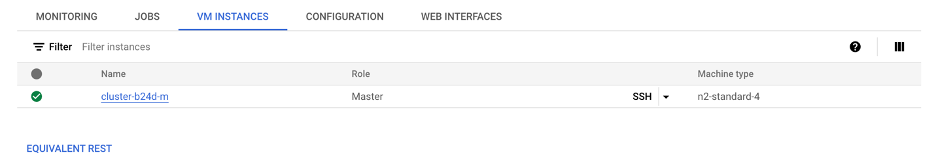 MONITORING JOBS VM INSTANCES CONFIGURATION WEB INTERFACES
Filter Filter instances
Name Role Machine type
cluster-b24d-m Master SSH n2-standard-4
EQUIVALENT REST